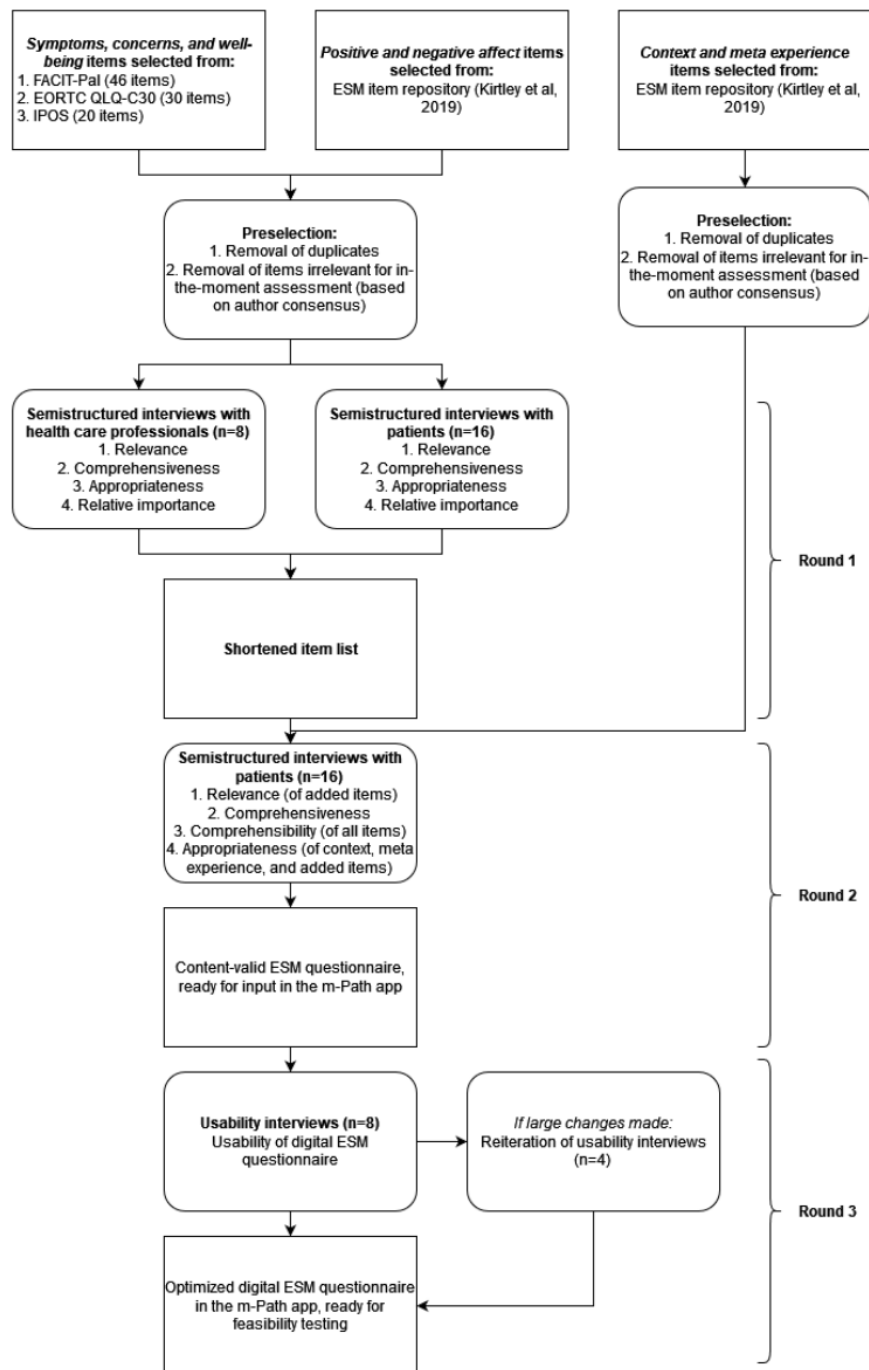 Symptoms, concerns, and well-
being items selected from:
1. FACIT-Pal (46 items)
2. EORTC QLQ-C30 (30 items)
3. IPOS (20 items)
Positive and negative affect items
selected from:
ESM item repository (Kirtley et al,
2019)
Context and meta experience
items selected from:
ESM item repository (Kirtley et al,
2019)
Preselection:
1. Removal of duplicates
2. Removal of items irrelevant for in-
the-moment assessment (based
on author consensus)
Preselection:
1. Removal of duplicates
2. Removal of items irrelevant for in-
the-moment assessment (based
on author consensus)
Semistructured interviews with
health care professionals (n=8)
1. Relevance
2. Comprehensiveness
3. Appropriateness
4. Relative importance
Semistructured interviews with
patients (n=16)
1. Relevance
2. Comprehensiveness
3. Appropriateness
4. Relative importance
Round 1
Shortened item list
Semistructured interviews with
patients (n=16)
1. Relevance (of added items)
2. Comprehensiveness
3. Comprehensibility (of all items)
4. Appropriateness (of context, meta
experience, and added items)
Round 2
Content-valid ESM questionnaire,
ready for input in the m-Path app
Usability interviews (n=8)
Usability of digital ESM
questionnaire
If large changes made:
Reiteration of usability interviews
(n=4)
Round 3
Optimized digital ESM questionnaire
in the m-Path app, ready for
feasibility testing